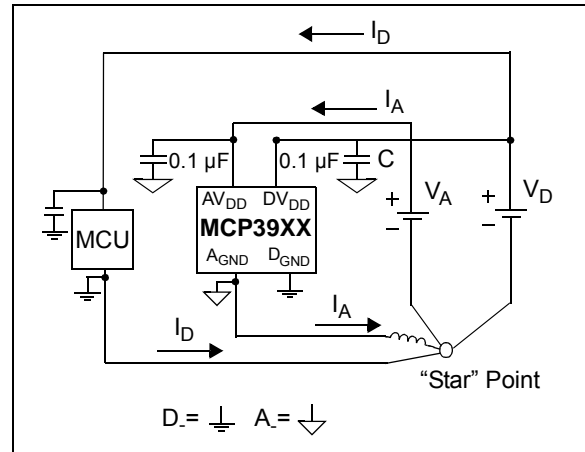 I_D
I_A
0.1 µF
0.1 µF
C
V_A
V_D
+
+
−
−
AV_DD DV_DD
MCP39XX
A_GND D_GND
MCU
I_D
I_A
"Star" Point
D_-= A_-=